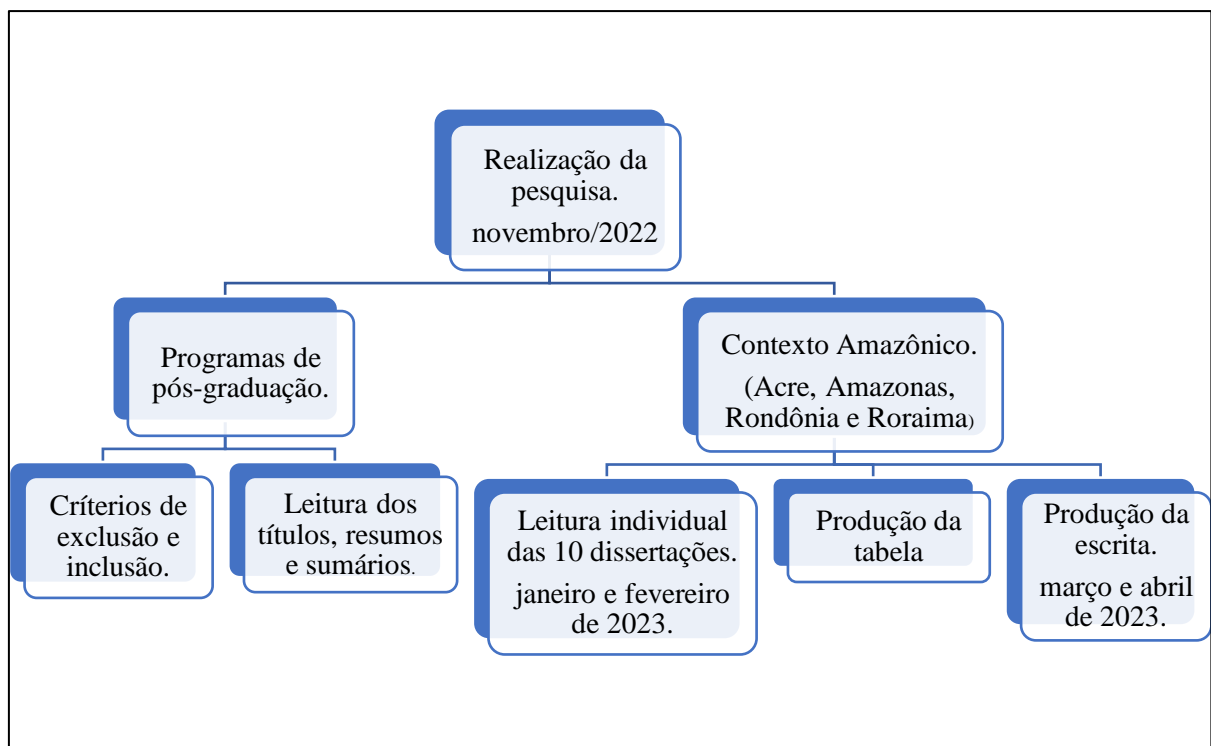 Realização da
pesquisa.
novembro/2022
Programas de
pós-graduação.
Contexto Amazônico.
(Acre, Amazonas,
Rondônia e Roraima)
Críterios de
exclusão e
inclusão.
Leitura dos
títulos, resumos
e sumários.
Leitura individual
das 10 dissertações.
janeiro e fevereiro
de 2023.
Produção da
tabela
Produção da
escrita.
março e abril
de 2023.